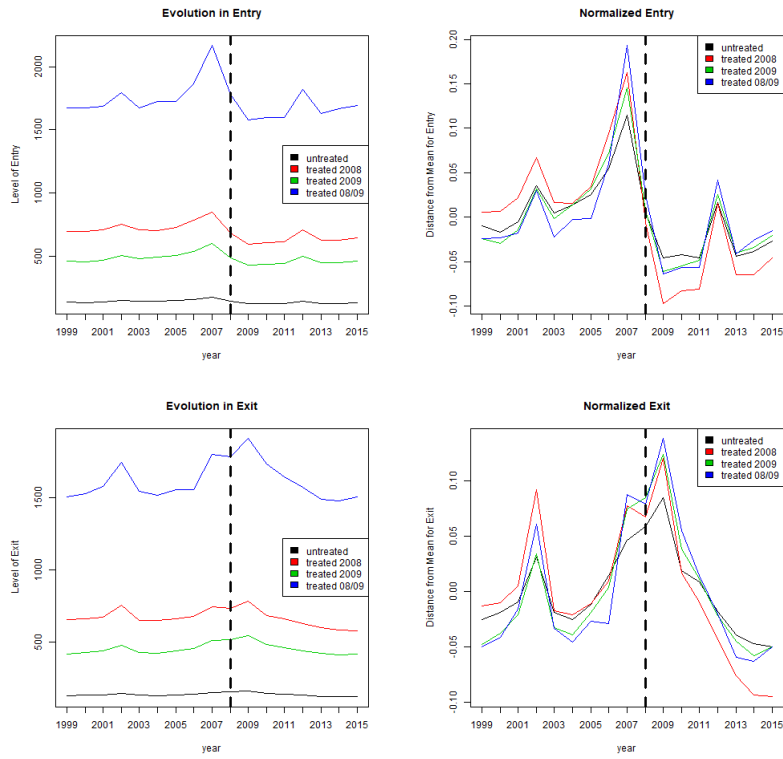 Evolution in Entry
Level of Entry
2000
1500
1000
500
untreated
treated 2008
treated 2009
treated 08/09
1999 2001 2003 2005 2007 2009 2011 2013 2015
year
Normalized Entry
Distance from Mean for Entry
0.20
0.15
0.10
0.05
0.00
-0.05
-0.10
untreated
treated 2008
treated 2009
treated 08/09
1999 2001 2003 2005 2007 2009 2011 2013 2015
year
Evolution in Exit
Level of Exit
1500
1000
500
untreated
treated 2008
treated 2009
treated 08/09
1999 2001 2003 2005 2007 2009 2011 2013 2015
year
Normalized Exit
Distance from Mean for Exit
0.10
0.05
0.00
-0.05
-0.10
untreated
treated 2008
treated 2009
treated 08/09
1999 2001 2003 2005 2007 2009 2011 2013 2015
year